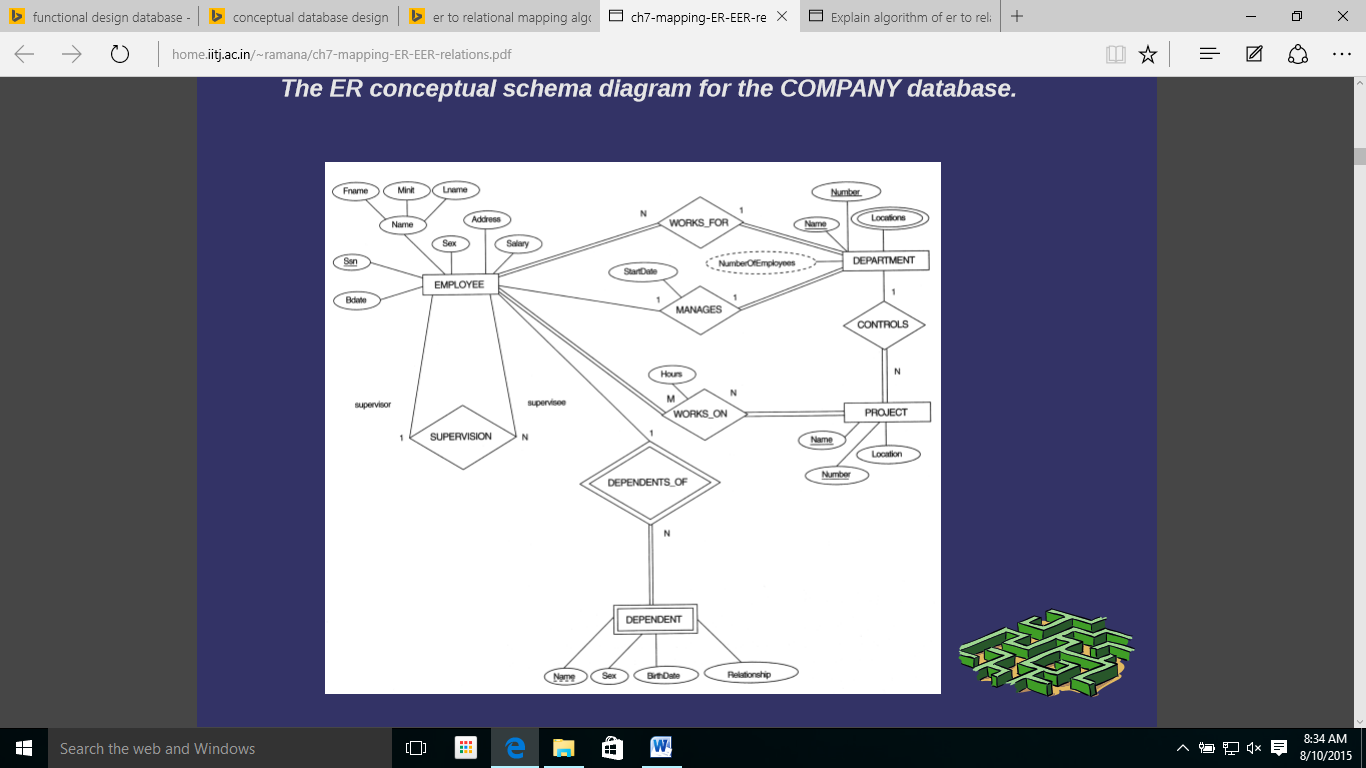 functional design database -
conceptual database design
er to relational mapping algo
ch7-mapping-ER-EER-re
Explain algorithm of er to rela
home.iitj.ac.in/~ramana/ch7-mapping-ER-EER-relations.pdf
The ER conceptual schema diagram for the COMPANY database.
Fname
Minit
Lname
Name
Address
Sex
Salary
Ssn
Bdate
EMPLOYEE
N
WORKS_FOR
1
Number
Name
Locations
NumberOfEmployees
DEPARTMENT
StartDate
1
MANAGES
1
1
CONTROLS
N
Hours
M
N
WORKS_ON
PROJECT
Name
Number
Location
supervisor
supervisee
1
SUPERVISION
N
1
DEPENDENTS_OF
N
DEPENDENT
Name
Sex
BirthDate
Relationship
Search the web and Windows
8:34 AM
8/10/2015